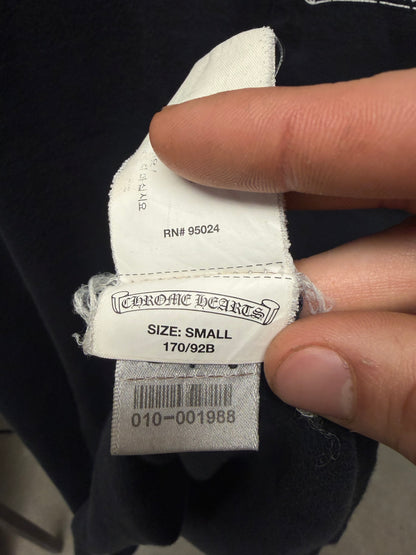 RN# 95024
CHROME HEARTS
SIZE: SMALL
170/92B
010-001988